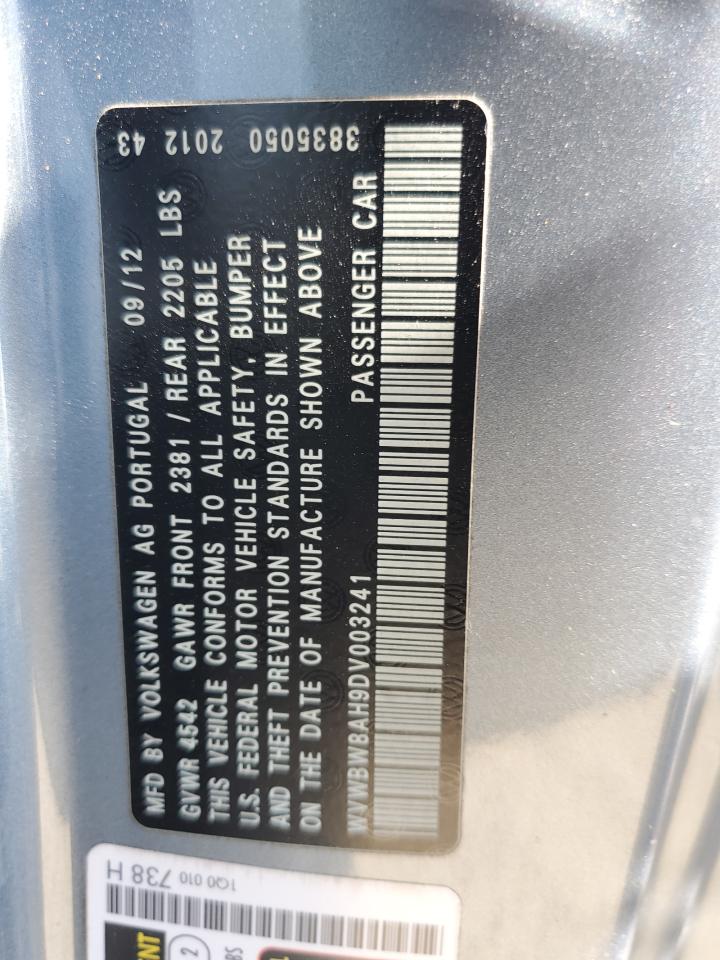 MFD BY VOLKSWAGEN AG PORTUGAL 09/12
GVWR 4542 GAWR FRONT 2381 / REAR 2205 LBS
THIS VEHICLE CONFORMS TO ALL APPLICABLE
U.S. FEDERAL MOTOR VEHICLE SAFETY, BUMPER
AND THEFT PREVENTION STANDARDS IN EFFECT
ON THE DATE OF MANUFACTURE SHOWN ABOVE
WVWBW8AH9DV003241 PASSENGER CAR
3835050 2012 43
1Q0 010 738 H
2